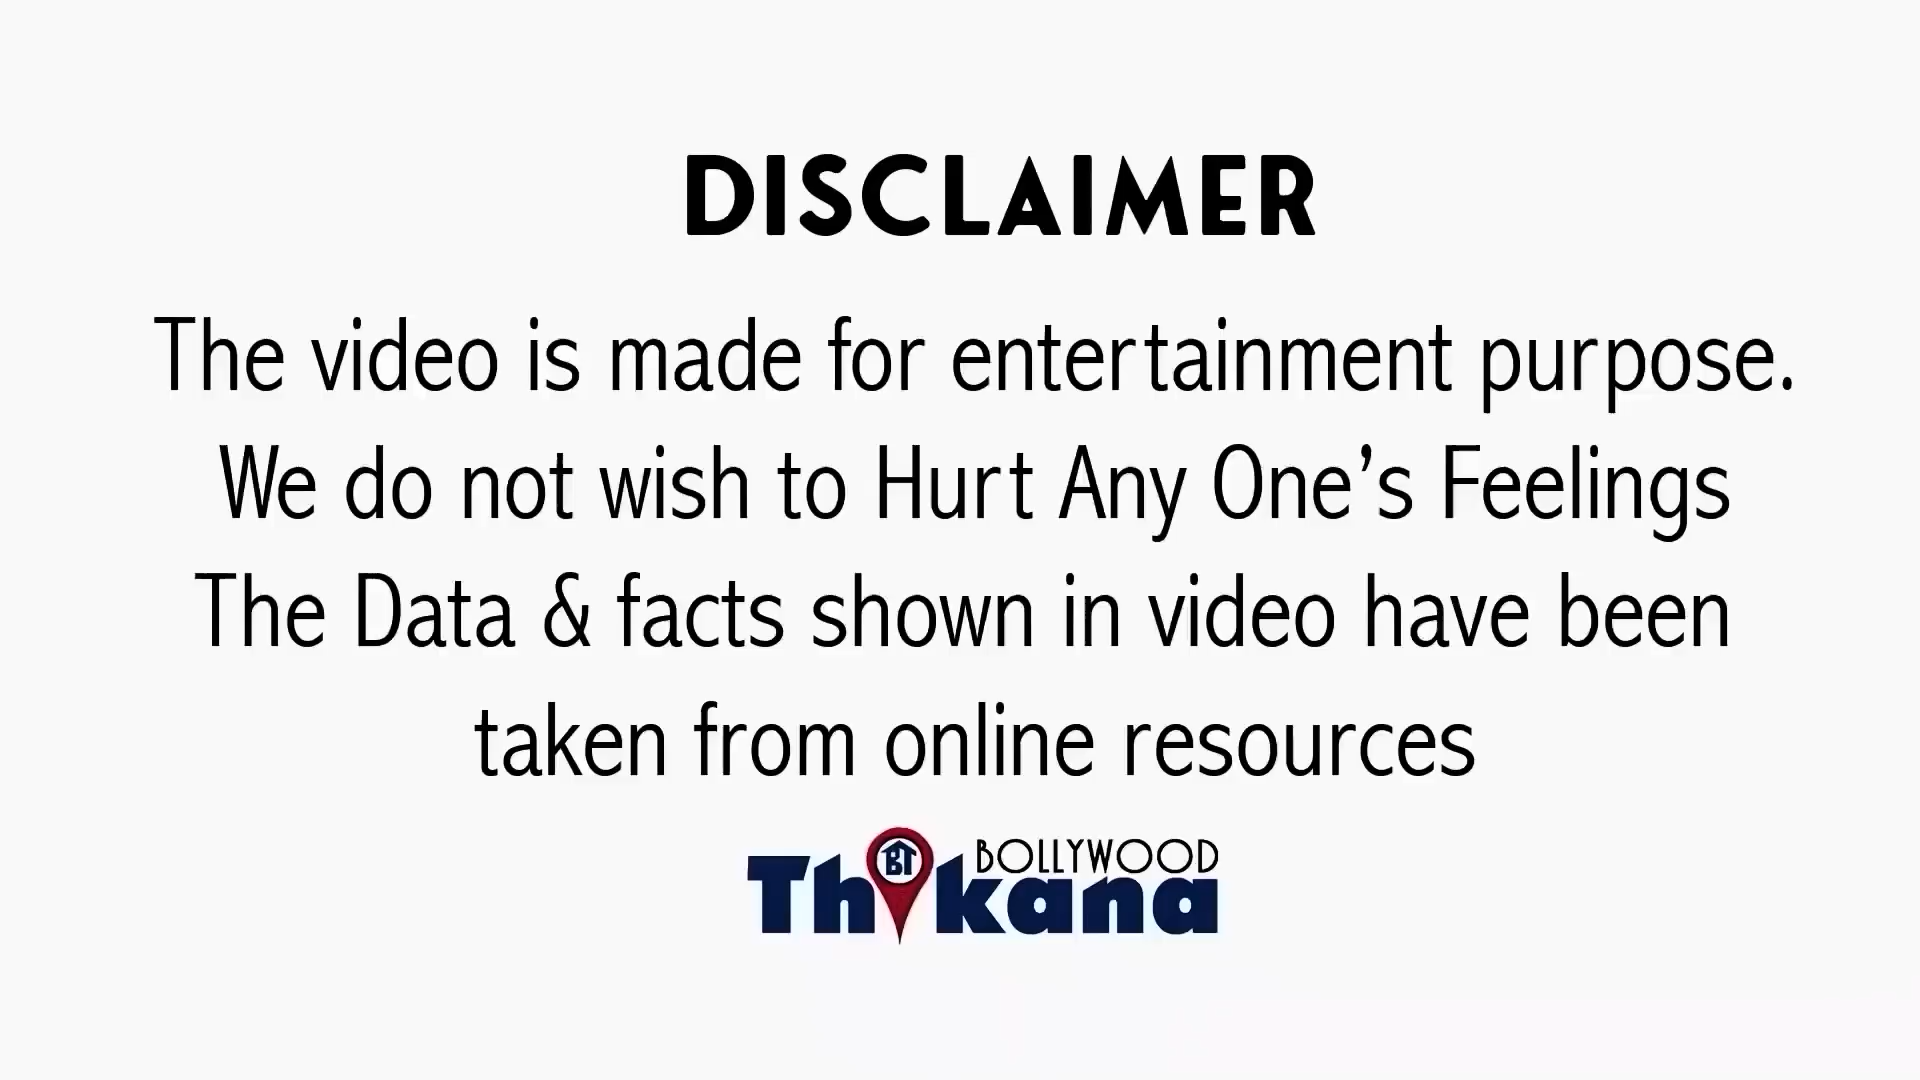 DISCLAIMER
The video is made for entertainment purpose.
We do not wish to Hurt Any One’s Feelings
The Data & facts shown in video have been
taken from online resources
BOLLYWOOD
BT
Thikana